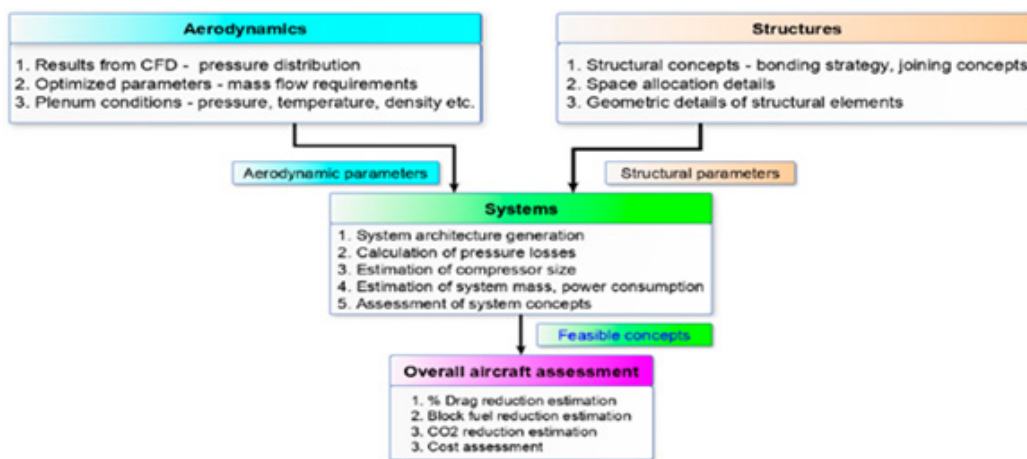 Aerodynamics
1. Results from CFD - pressure distribution
2. Optimized parameters - mass flow requirements
3. Plenum conditions - pressure, temperature, density etc.
Structures
1. Structural concepts - bonding strategy, joining concepts
2. Space allocation details
3. Geometric details of structural elements
Aerodynamic parameters
Structural parameters
Systems
1. System architecture generation
2. Calculation of pressure losses
3. Estimation of compressor size
4. Estimation of system mass, power consumption
5. Assessment of system concepts
Feasible concepts
Overall aircraft assessment
1. % Drag reduction estimation
2. Block fuel reduction estimation
3. CO2 reduction estimation
3. Cost assessment